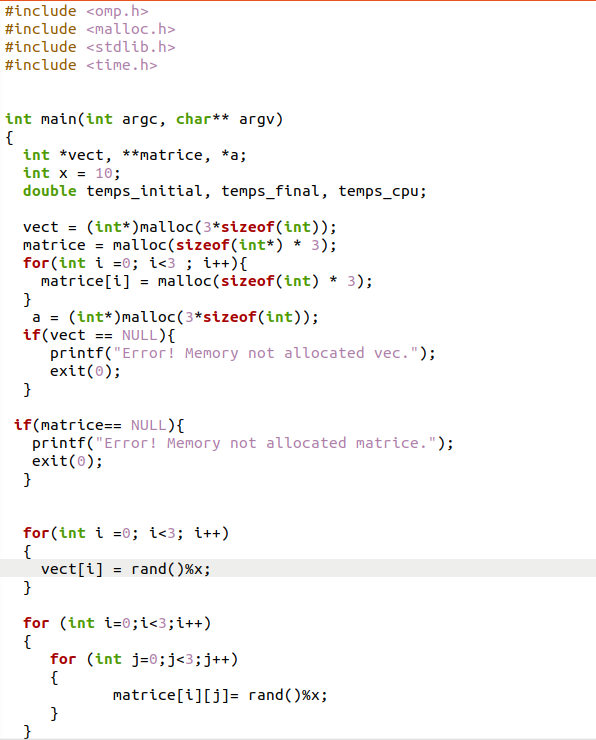 #include <omp.h>
#include <malloc.h>
#include <stdlib.h>
#include <time.h>
int main(int argc, char** argv)
{
int *vect, **matrice, *a;
int x = 10;
double temps_initial, temps_final, temps_cpu;
vect = (int*)malloc(3*sizeof(int));
matrice = malloc(sizeof(int*) * 3);
for(int i =0; i<3 ; i++){
matrice[i] = malloc(sizeof(int) * 3);
}
a = (int*)malloc(3*sizeof(int));
if(vect == NULL){
printf("Error! Memory not allocated vec.");
exit(0);
}
if(matrice== NULL){
printf("Error! Memory not allocated matrice.");
exit(0);
}
for(int i =0; i<3; i++)
{
vect[i] = rand()%x;
}
for (int i=0;i<3;i++)
{
for (int j=0;j<3;j++)
{
matrice[i][j]= rand()%x;
}
}